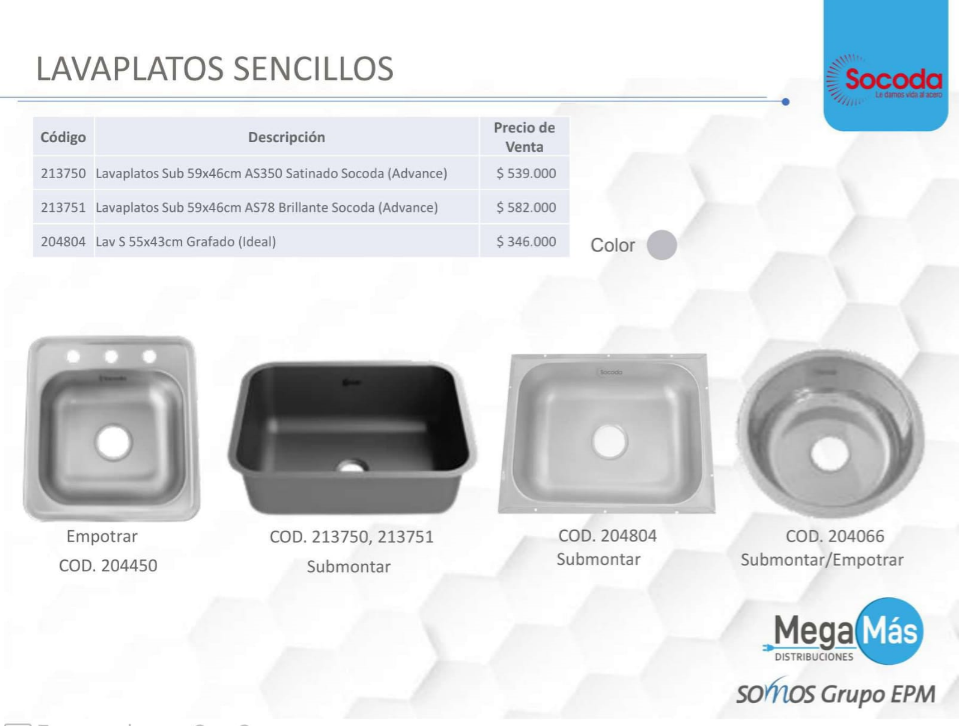 LAVAPLATOS SENCILLOS
Socoda
Le damos vida al acero
Código Descripción Precio de Venta
213750 Lavaplatos Sub 59x46cm AS350 Satinado Socoda (Advance) $ 539.000
213751 Lavaplatos Sub 59x46cm AS78 Brillante Socoda (Advance) $ 582.000
204804 Lav S 55x43cm Grafado (Ideal) $ 346.000
Color
Socoda
Socoda
Empotrar
COD. 204450
COD. 213750, 213751
Submontar
COD. 204804
Submontar
COD. 204066
Submontar/Empotrar
MegaMás
DISTRIBUCIONES
SOMOS Grupo EPM